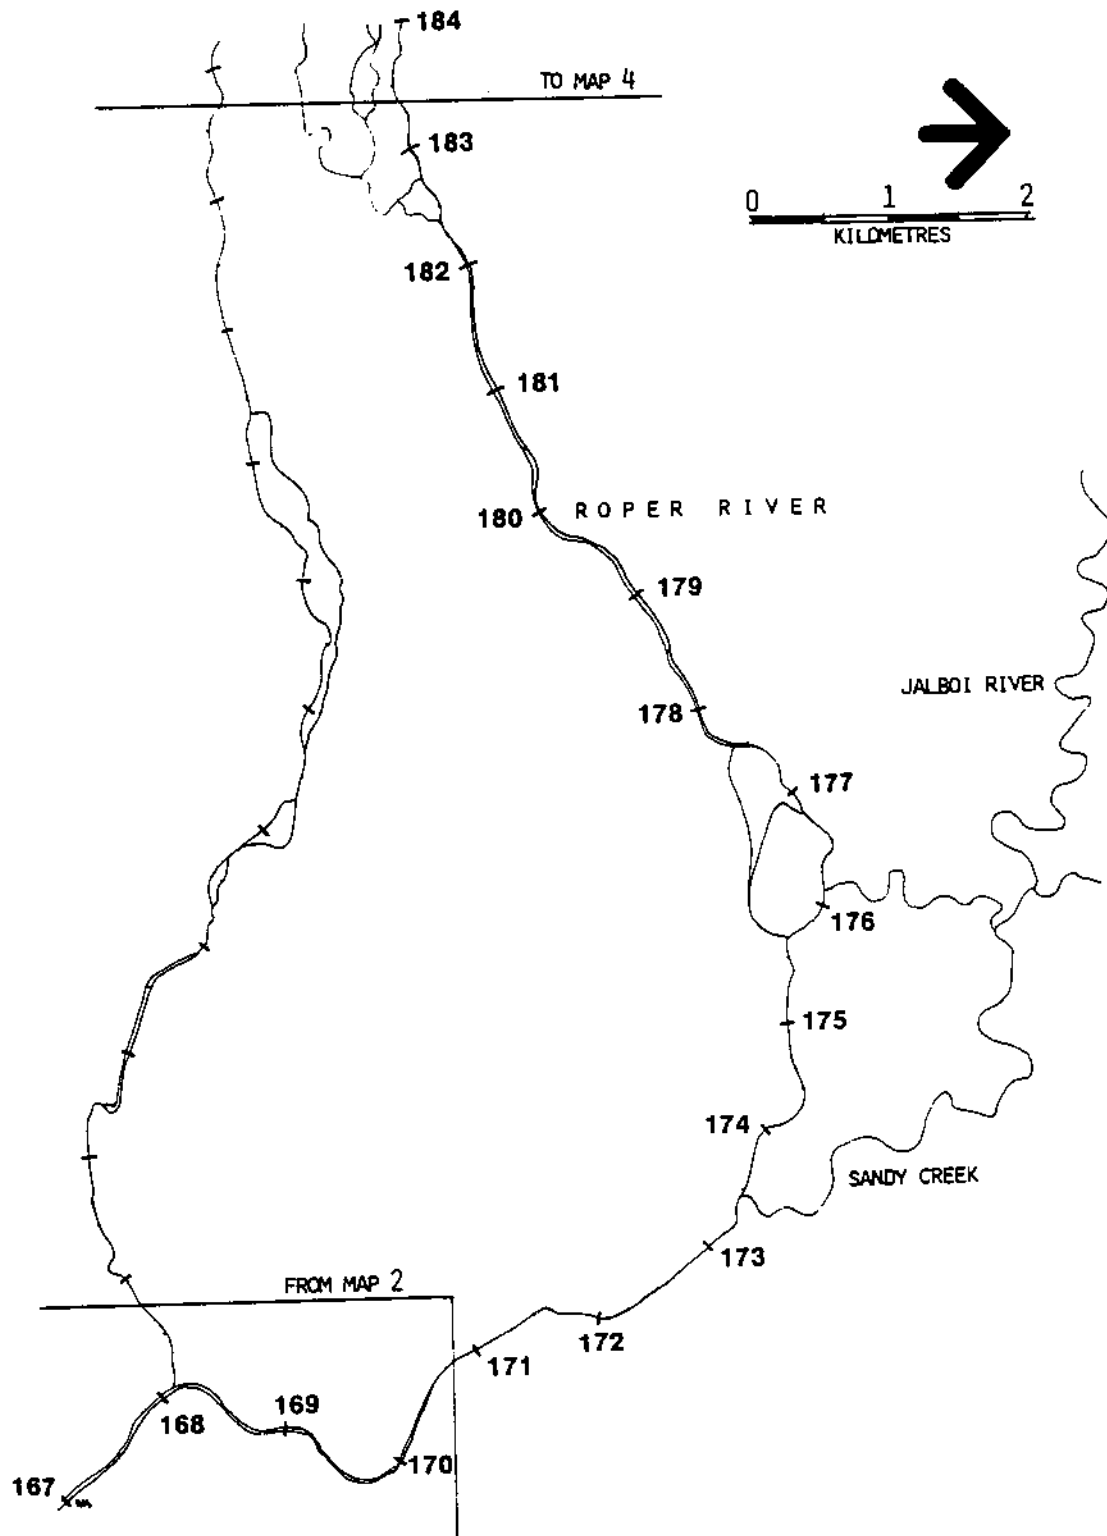 184
TO MAP 4
183
0 1 2
KILOMETRES
182
181
180
ROPER RIVER
179
JALBOI RIVER
178
177
176
175
174
SANDY CREEK
173
FROM MAP 2
172
171
169
168
170
167